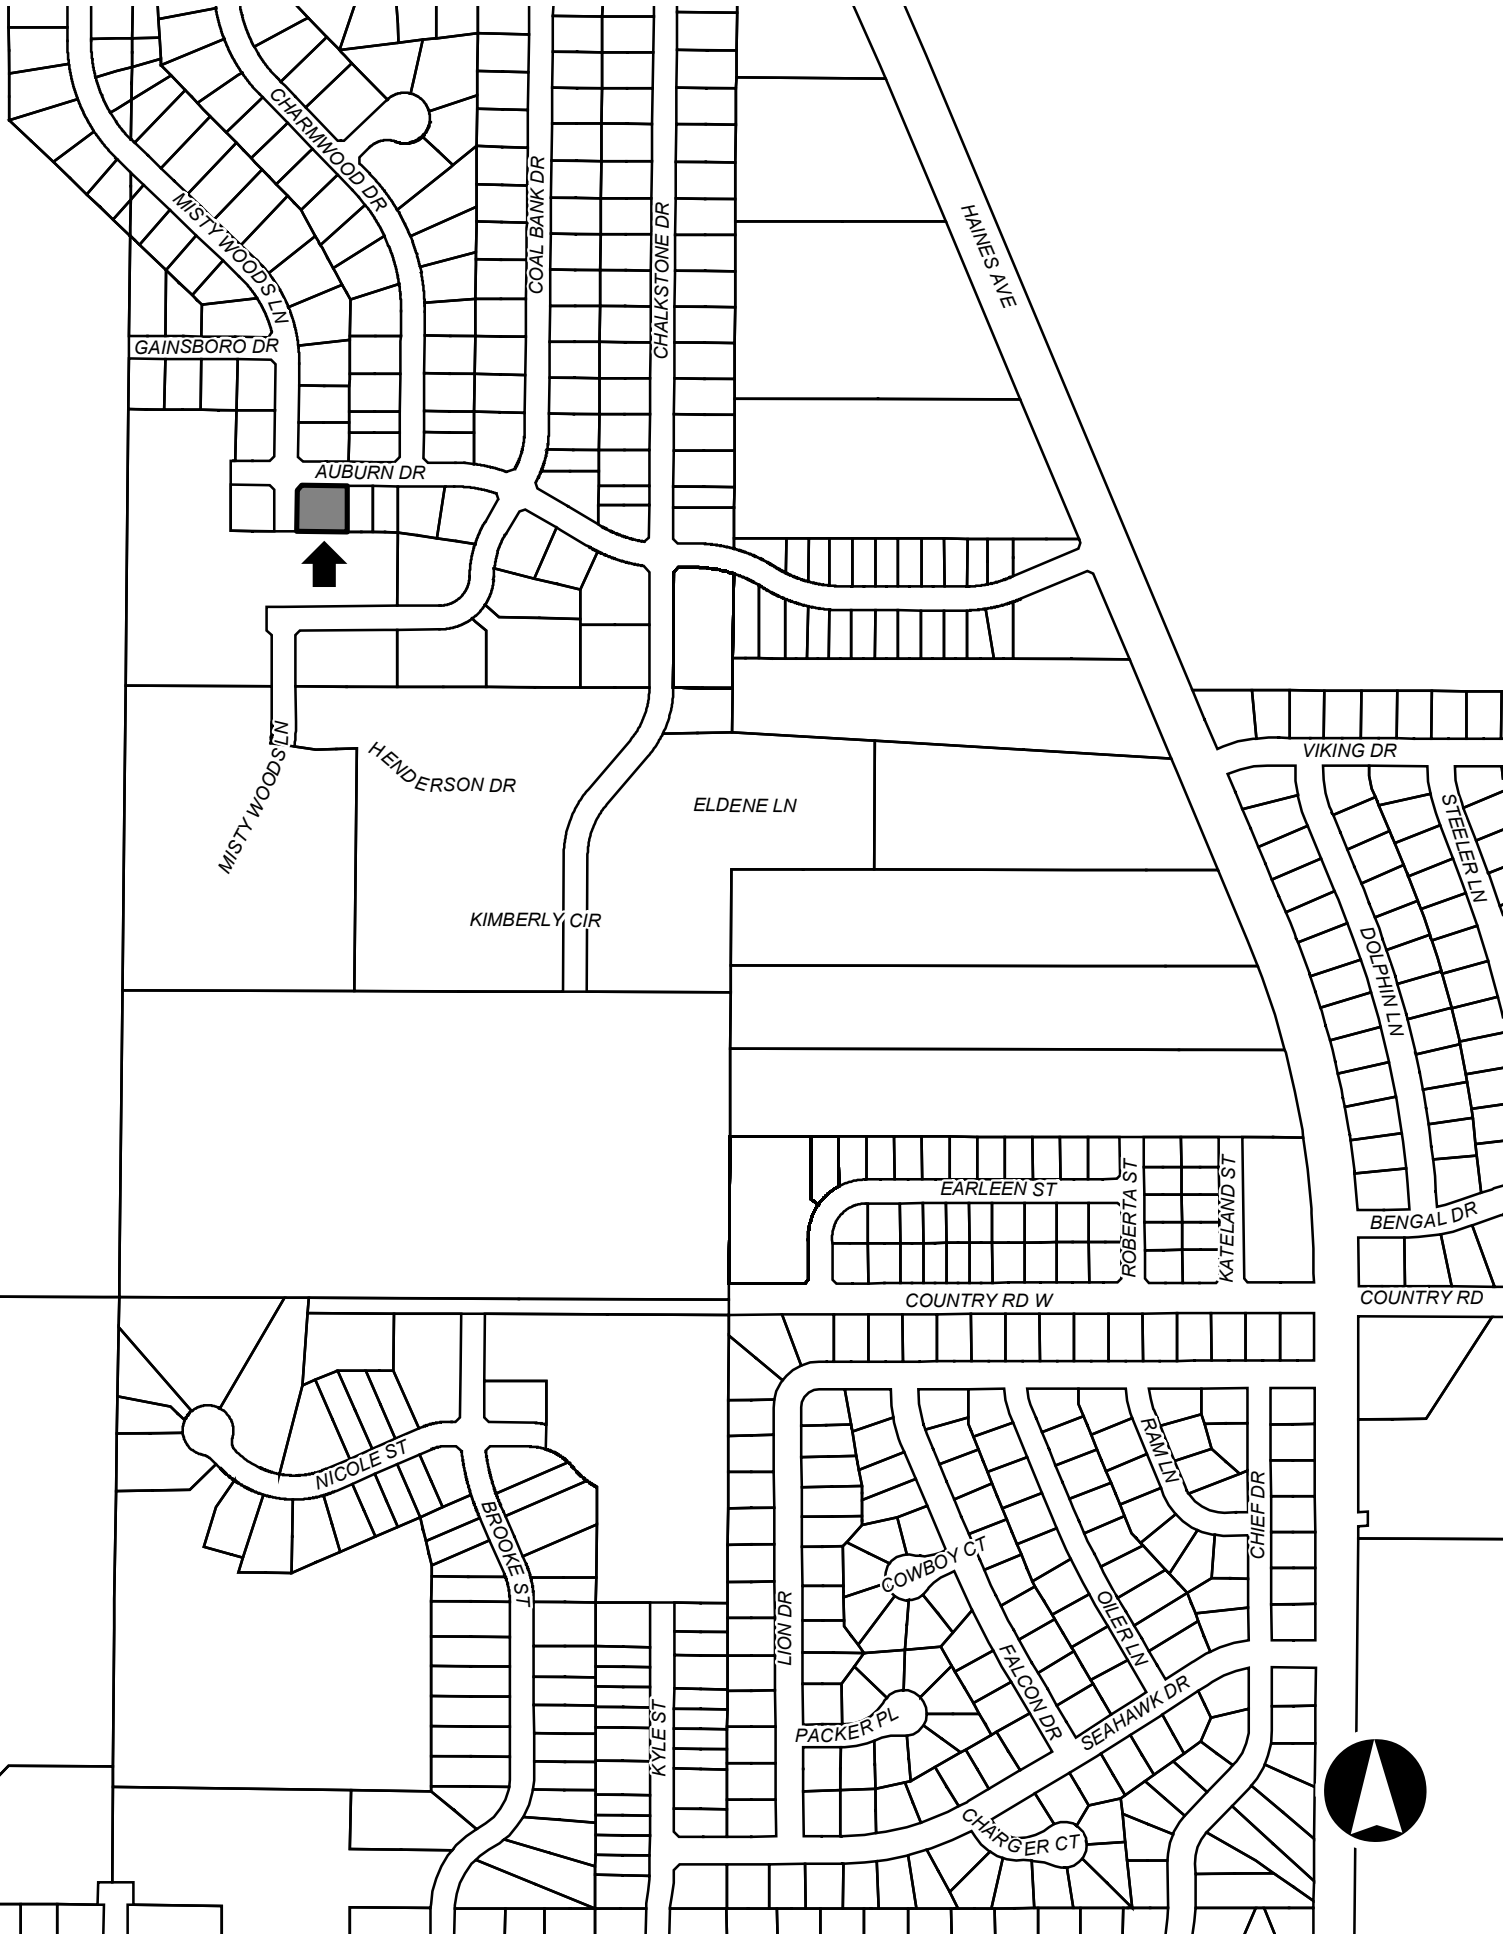 CHARMWOOD DR
MISTY WOODS LN
COAL BANK DR
CHALKSTONE DR
HAINES AVE
GAINSBORO DR
AUBURN DR
MISTY WOODS LN
HENDERSON DR
VIKING DR
ELDENE LN
STEELER LN
KIMBERLY CIR
DOLPHIN LN
EARLEEN ST
ROBERTA ST
KATELAND ST
BENGAL DR
COUNTRY RD W
COUNTRY RD
NICOLE ST
RAM LN
BROOKE ST
CHIEF DR
COWBOY CT
LION DR
OILER LN
FALCON DR
KYLE ST
PACKER PL
SEAHAWK DR
CHARGER CT